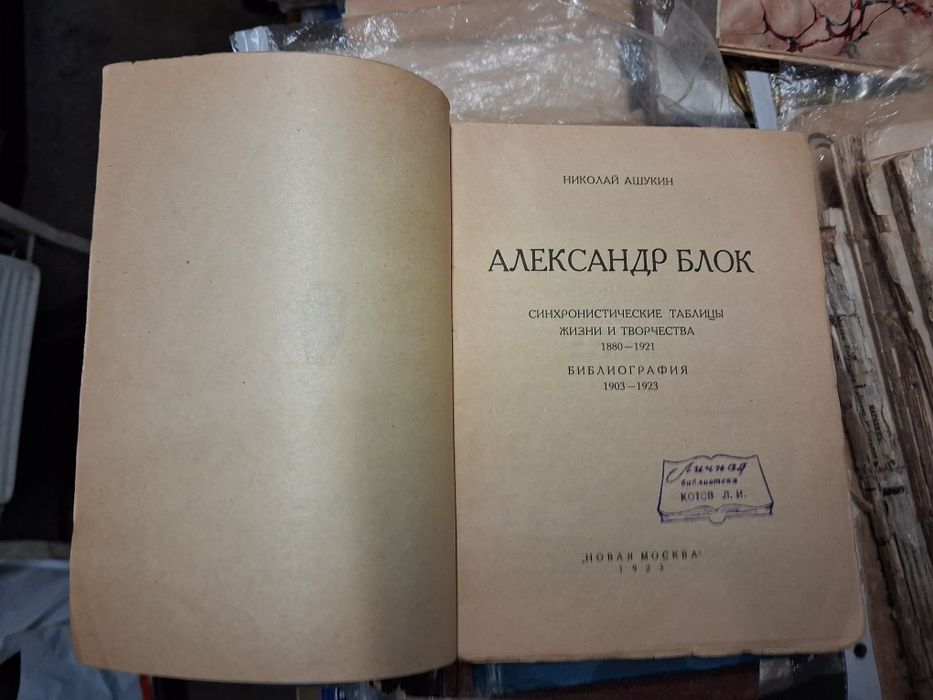 НИКОЛАЙ АШУКИН
АЛЕКСАНДР БЛОК
СИНХРОНИСТИЧЕСКИЕ ТАБЛИЦЫ
ЖИЗНИ И ТВОРЧЕСТВА
1880—1921
БИБЛИОГРАФИЯ
1903—1923
Личная
библиотека
КОТОВ Л. И.
„НОВАЯ МОСКВА"
1923